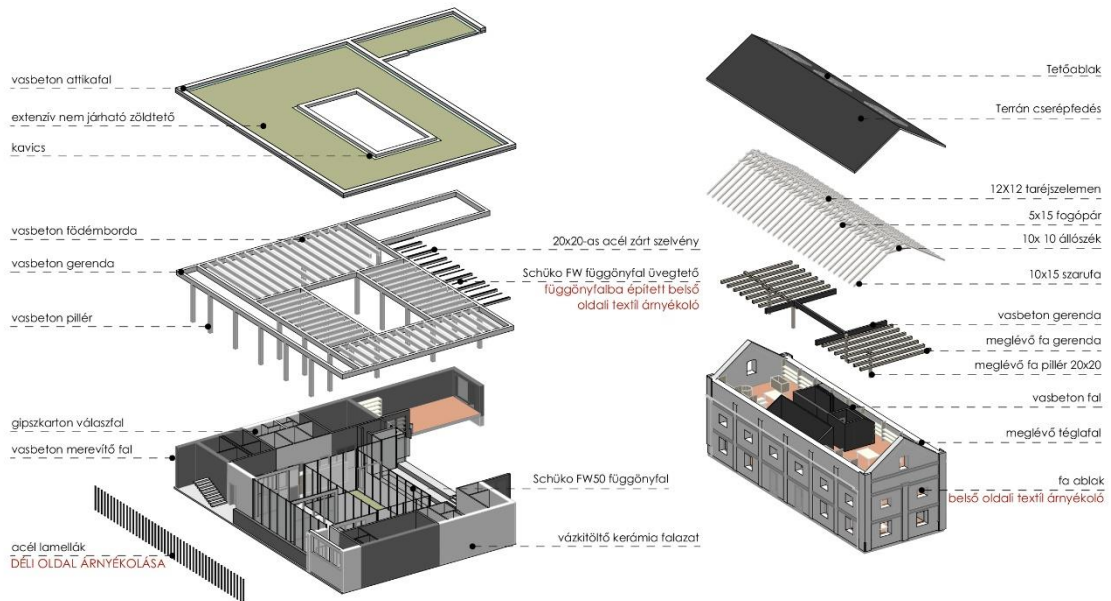 vasbeton attikafal
extenzív nem járható zöldtető
kavics
vasbeton födémborda
vasbeton gerenda
vasbeton pillér
20x20-as acél zárt szelvény
Schüko FW függönyfal üvegtető
függönyfalba épített belső
oldali textíl árnyékoló
gipszkarton válaszfal
vasbeton merevítő fal
Schüko FW50 függönyfal
vázkitöltő kerámia falazat
acél lamellák
DÉLI OLDAL ÁRNYÉKOLÁSA
Tetőablak
Terrán cserépfedés
12X12 taréjszelemen
5x15 fogópár
10x 10 állószék
10x15 szarufa
vasbeton gerenda
meglévő fa gerenda
meglévő fa pillér 20x20
vasbeton fal
meglévő téglafal
fa ablak
belső oldali textíl árnyékoló